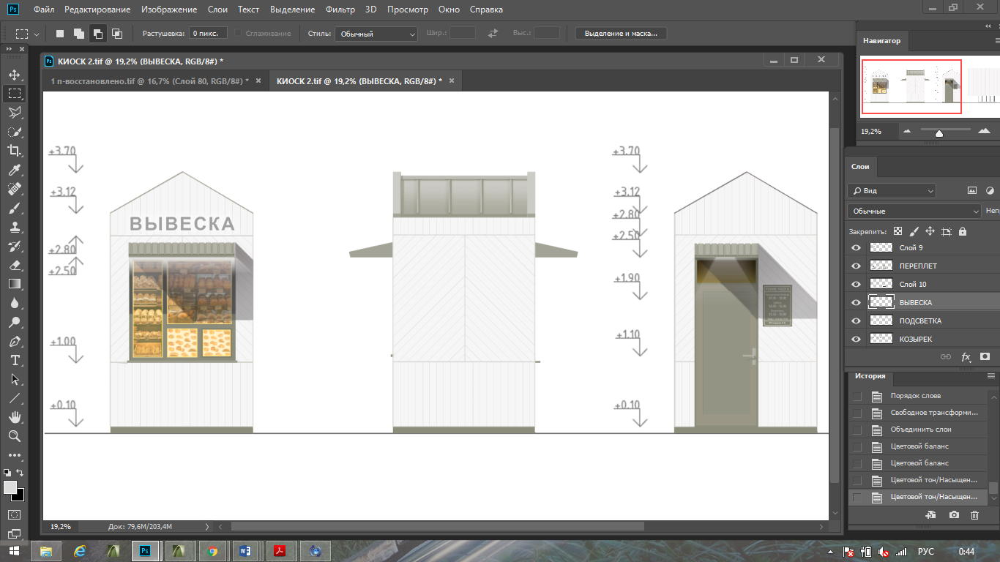 Ps Файл Редактирование Изображение Слои Текст Выделение Фильтр 3D Просмотр Окно Справка
Растушевка: 0 пикс. Сглаживание Стиль: Обычный Шир.: Выс.: Выделение и маска...
Ps КИОСК 2.tif @ 19,2% (ВЫВЕСКА, RGB/8#) *
1 п-восстановлено.tif @ 16,7% (Слой 80, RGB/8#) * КИОСК 2.tif @ 19,2% (ВЫВЕСКА, RGB/8#) *
+3.70
+3.12
+2.80
+2.50
+1.00
+0.10
ВЫВЕСКА
+3.70
+3.12
+2.80
+2.50
+1.90
+1.10
+0.10
19,2% Док: 79,6M/203,4M
Навигатор
19,2%
Слои
Вид
Обычные Неп
Закрепить:
Слой 9
ПЕРЕПЛЕТ
Слой 10
ВЫВЕСКА
ПОДСВЕТКА
КОЗЫРЕК
fx
История
Порядок слоев
Свободное трансформи...
Объединить слои
Цветовой баланс
Цветовой баланс
Цветовой тон/Насыщен...
Цветовой тон/Насыщен...
Ps РУС 0:44